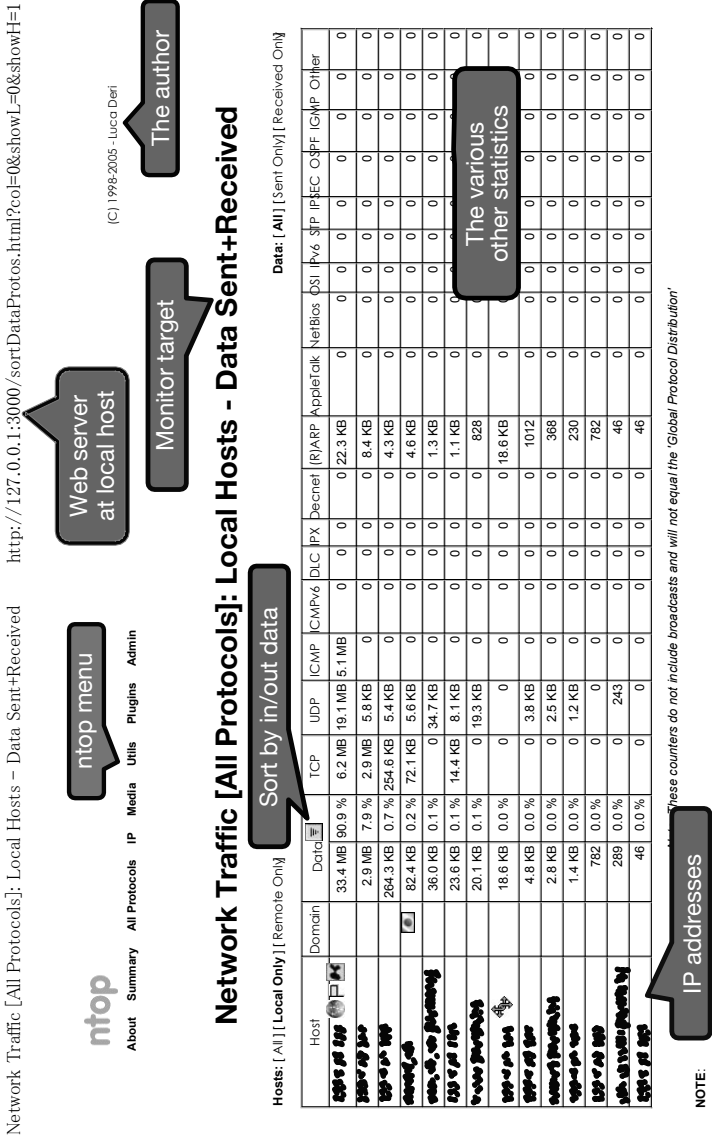 Network Traffic [All Protocols]: Local Hosts – Data Sent+Received http://127.0.0.1:3000/sortDataProtos.html?col=0&showL=0&showH=1
Web server
at local host
The author
ntop menu
ntop
(C) 1998-2005 - Luca Deri
About Summary All Protocols IP Media Utils Plugins Admin
Monitor target
Network Traffic [All Protocols]: Local Hosts - Data Sent+Received
Sort by in/out data
Hosts: [ All ] [ Local Only ] [ Remote Only ] Data: [ All ] [ Sent Only ] [ Received Only ]
Host Domain Data TCP UDP ICMP ICMPv6 DLC IPX Decnet (R)ARP AppleTalk NetBios OSI IPv6 STP IPSEC OSPF IGMP Other
33.4 MB 90.9 % 6.2 MB 19.1 MB 5.1 MB 0 0 0 0 22.3 KB 0 0 0 0 0 0 0 0 0
2.9 MB 7.9 % 2.9 MB 5.8 KB 0 0 0 0 0 8.4 KB 0 0 0 0 0 0 0 0 0
264.3 KB 0.7 % 254.6 KB 5.4 KB 0 0 0 0 0 4.3 KB 0 0 0 0 0 0 0 0 0
82.4 KB 0.2 % 72.1 KB 5.6 KB 0 0 0 0 0 4.6 KB 0 0 0 0 0 0 0 0 0
36.0 KB 0.1 % 0 34.7 KB 0 0 0 0 0 1.3 KB 0 0 0 0 0 0 0
23.6 KB 0.1 % 14.4 KB 8.1 KB 0 0 0 0 0 1.1 KB 0 0 0 0 0
20.1 KB 0.1 % 0 19.3 KB 0 0 0 0 0 828 0 0 0 0 0
18.6 KB 0.0 % 0 0 0 0 0 0 0 18.6 KB 0 0 0 0 0
4.8 KB 0.0 % 0 3.8 KB 0 0 0 0 0 1012 0 0 0 0 0 0 0 0 0
2.8 KB 0.0 % 0 2.5 KB 0 0 0 0 0 368 0 0 0 0 0 0 0 0 0
1.4 KB 0.0 % 0 1.2 KB 0 0 0 0 0 230 0 0 0 0 0 0 0 0 0
782 0.0 % 0 0 0 0 0 0 0 782 0 0 0 0 0 0 0 0 0
289 0.0 % 0 243 0 0 0 0 0 46 0 0 0 0 0 0 0 0 0
46 0.0 % 0 0 0 0 0 0 0 46 0 0 0 0 0 0 0 0 0
The various
other statistics
These counters do not include broadcasts and will not equal the 'Global Protocol Distribution'
IP addresses
NOTE: